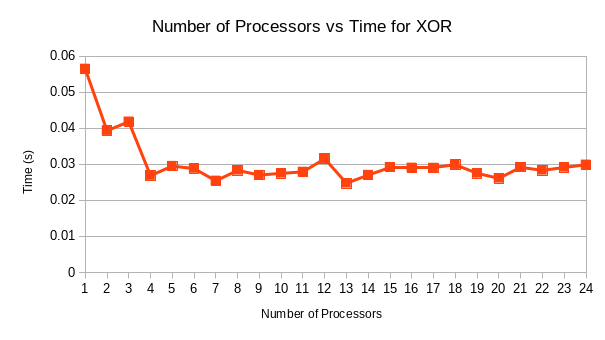 Number of Processors vs Time for XOR
0.06
0.05
0.04
0.03
0.02
0.01
0
Time (s)
1 2 3 4 5 6 7 8 9 10 11 12 13 14 15 16 17 18 19 20 21 22 23 24
Number of Processors